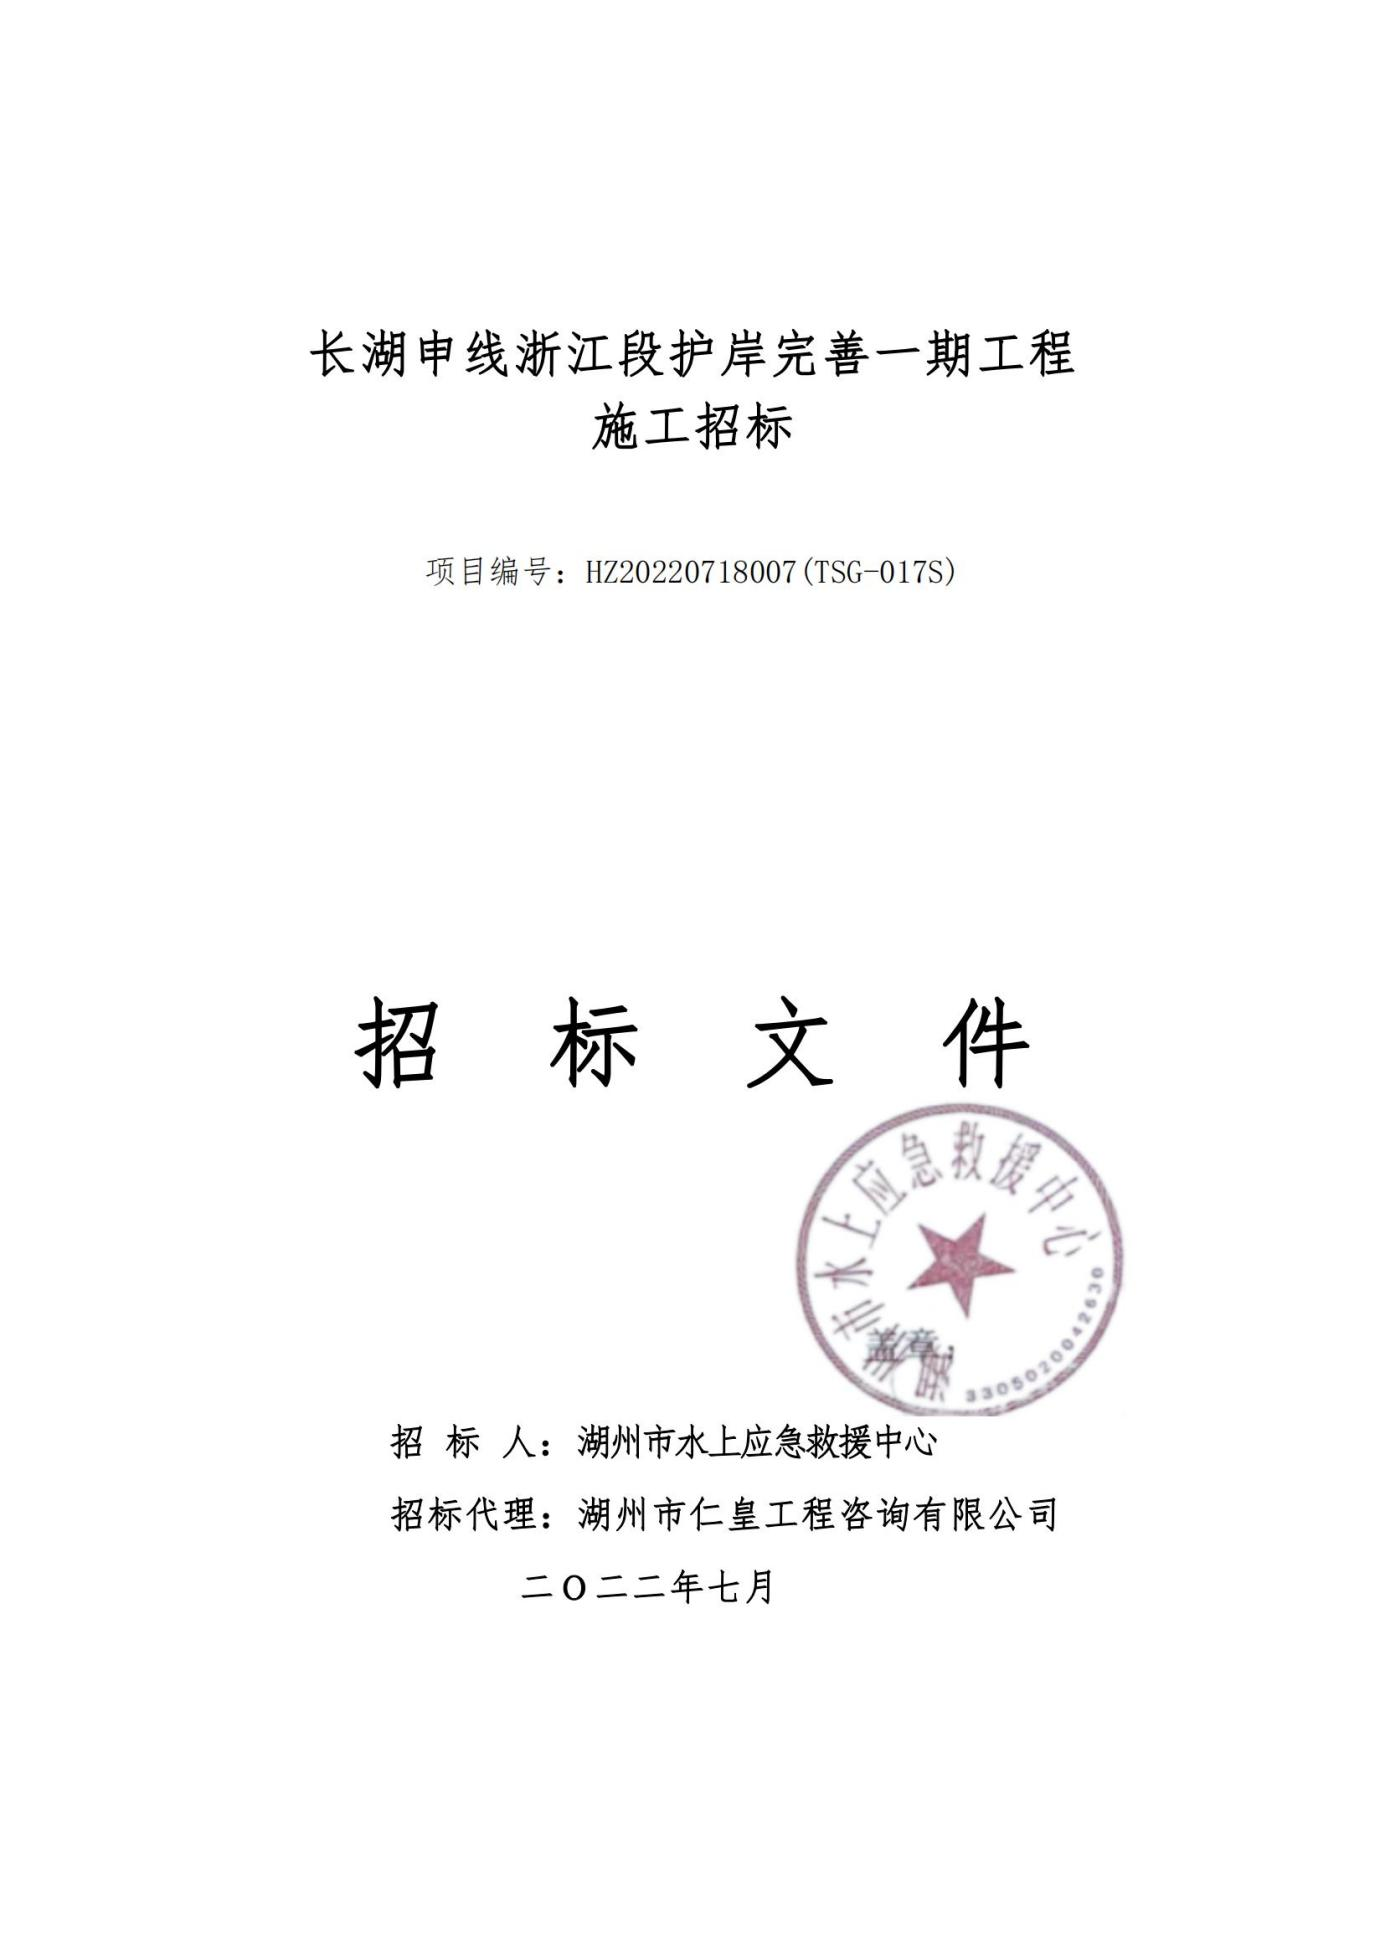 长湖申线浙江段护岸完善一期工程
施工招标
项目编号：HZ20220718007(TSG-017S)
招 标 文 件
湖州市水上应急救援中心
盖章：
3305020042630
招 标 人：湖州市水上应急救援中心
招标代理：湖州市仁皇工程咨询有限公司
二O二二年七月